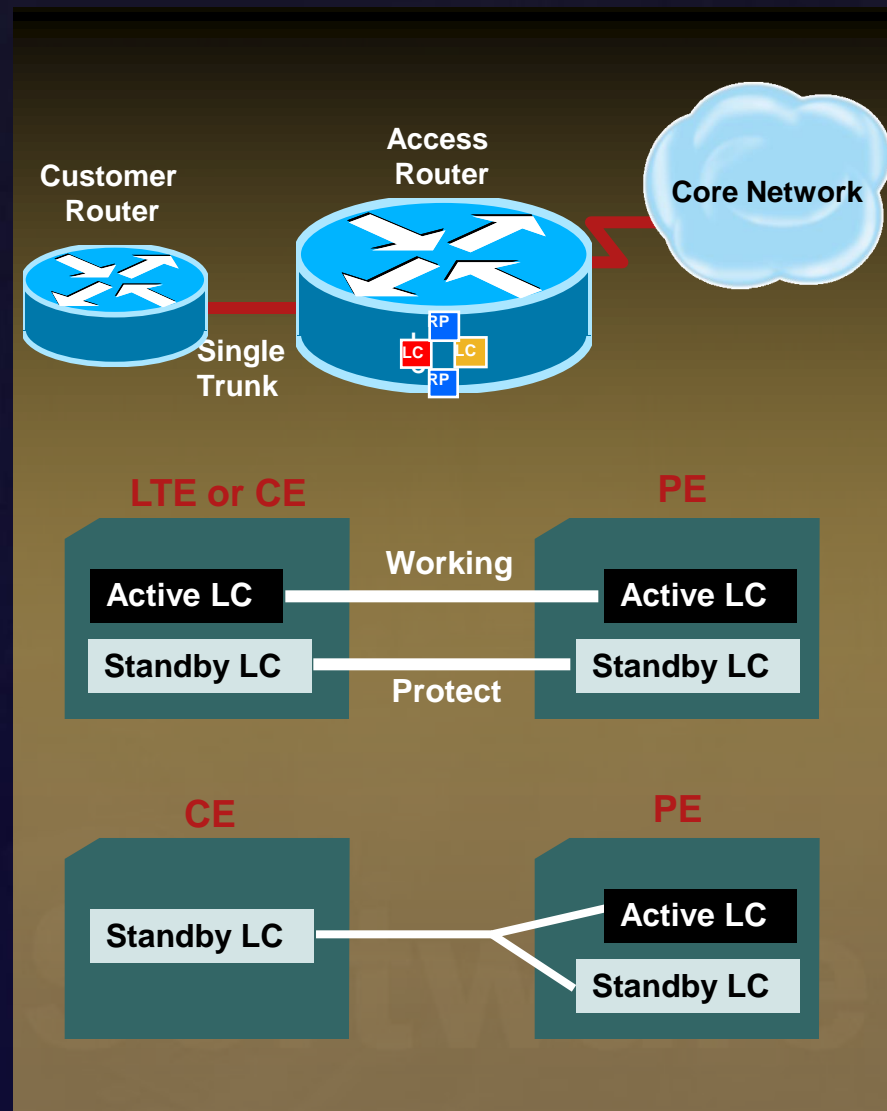 Access
Router
Customer
Router
Core Network
RP
LC
LC
RP
Single
Trunk
LTE or CE
PE
Working
Active LC
Active LC
Standby LC
Standby LC
Protect
CE
PE
Active LC
Standby LC
Standby LC
Software